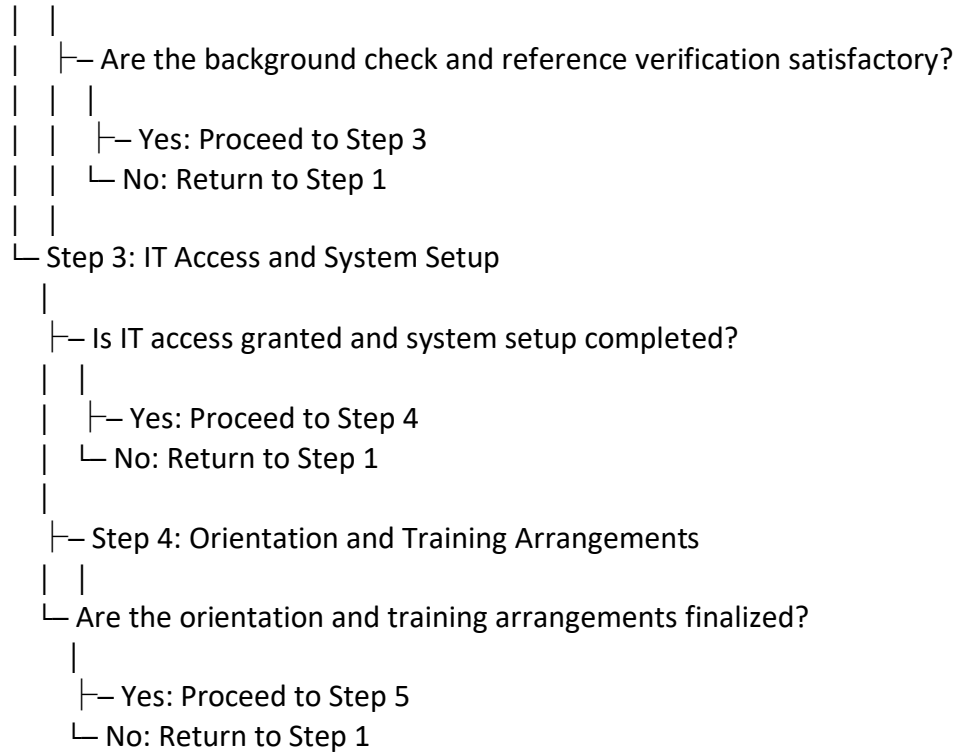 │ │
│ ├─ Are the background check and reference verification satisfactory?
│ │ │
│ │ ├─ Yes: Proceed to Step 3
│ │ └─ No: Return to Step 1
│ │
└─ Step 3: IT Access and System Setup
│
├─ Is IT access granted and system setup completed?
│ │
│ ├─ Yes: Proceed to Step 4
│ └─ No: Return to Step 1
│
├─ Step 4: Orientation and Training Arrangements
│ │
└─ Are the orientation and training arrangements finalized?
│
├─ Yes: Proceed to Step 5
└─ No: Return to Step 1